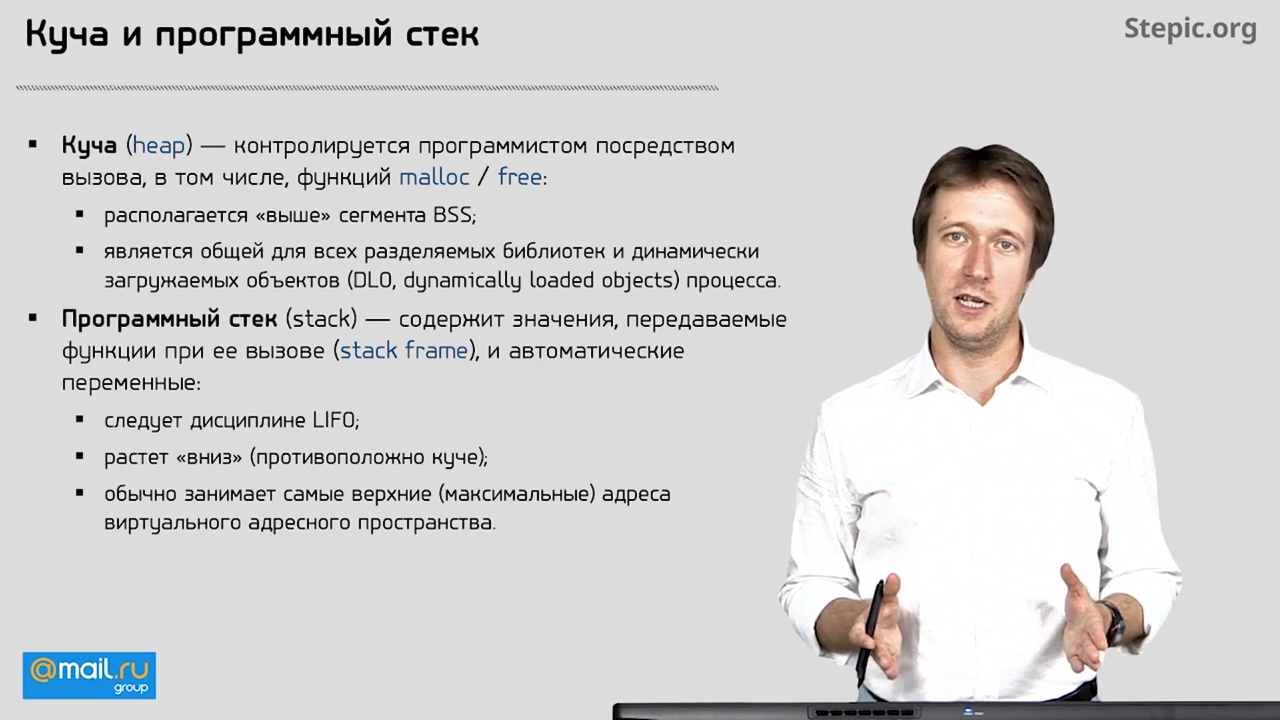 Куча и программный стек
Stepic.org
▪ Куча (heap) — контролируется программистом посредством
вызова, в том числе, функций malloc / free:
▪ располагается «выше» сегмента BSS;
▪ является общей для всех разделяемых библиотек и динамически
загружаемых объектов (DLO, dynamically loaded objects) процесса.
▪ Программный стек (stack) — содержит значения, передаваемые
функции при ее вызове (stack frame), и автоматические
переменные:
▪ следует дисциплине LIFO;
▪ растет «вниз» (противоположно куче);
▪ обычно занимает самые верхние (максимальные) адреса
виртуального адресного пространства.
@mail.ru
group